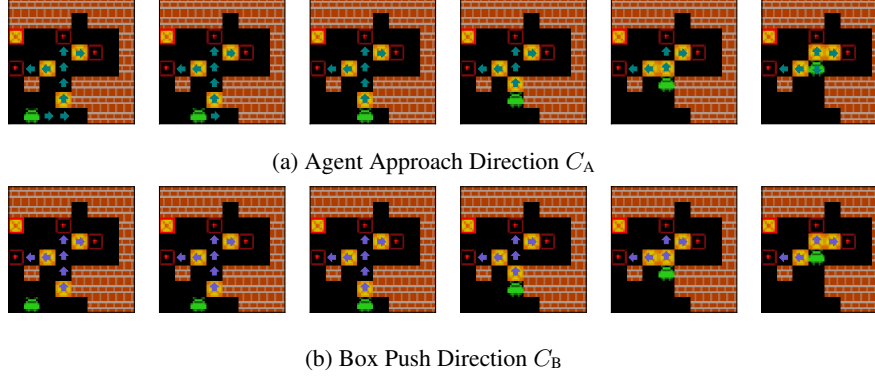 (a) Agent Approach Direction C_A
(b) Box Push Direction C_B